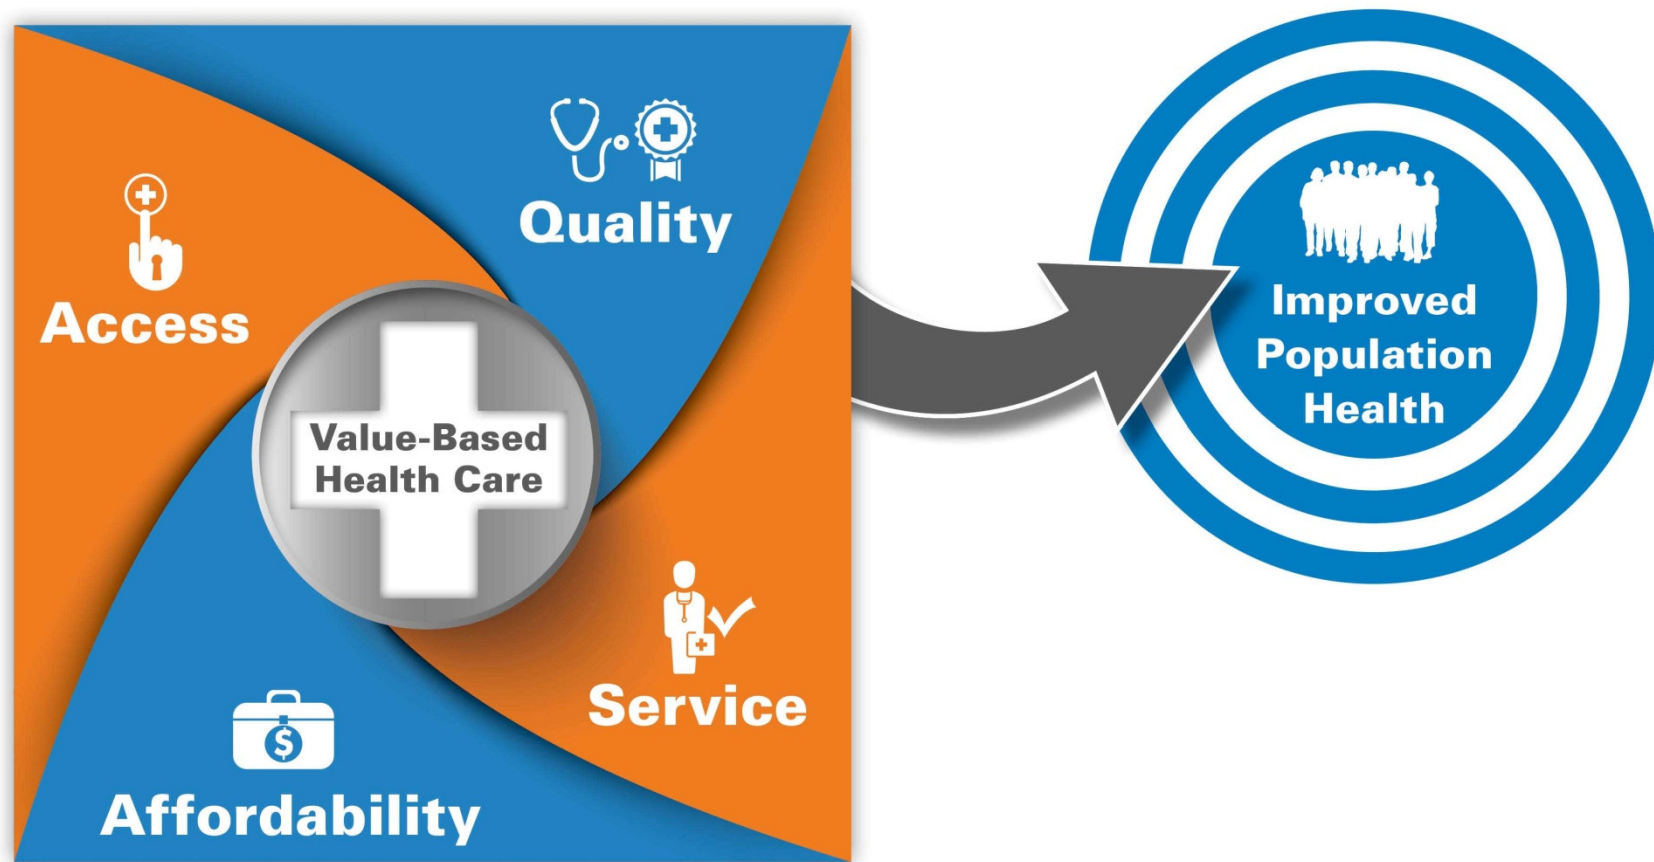 Quality
Access
Value-Based
Health Care
Service
$
Affordability
Improved
Population
Health